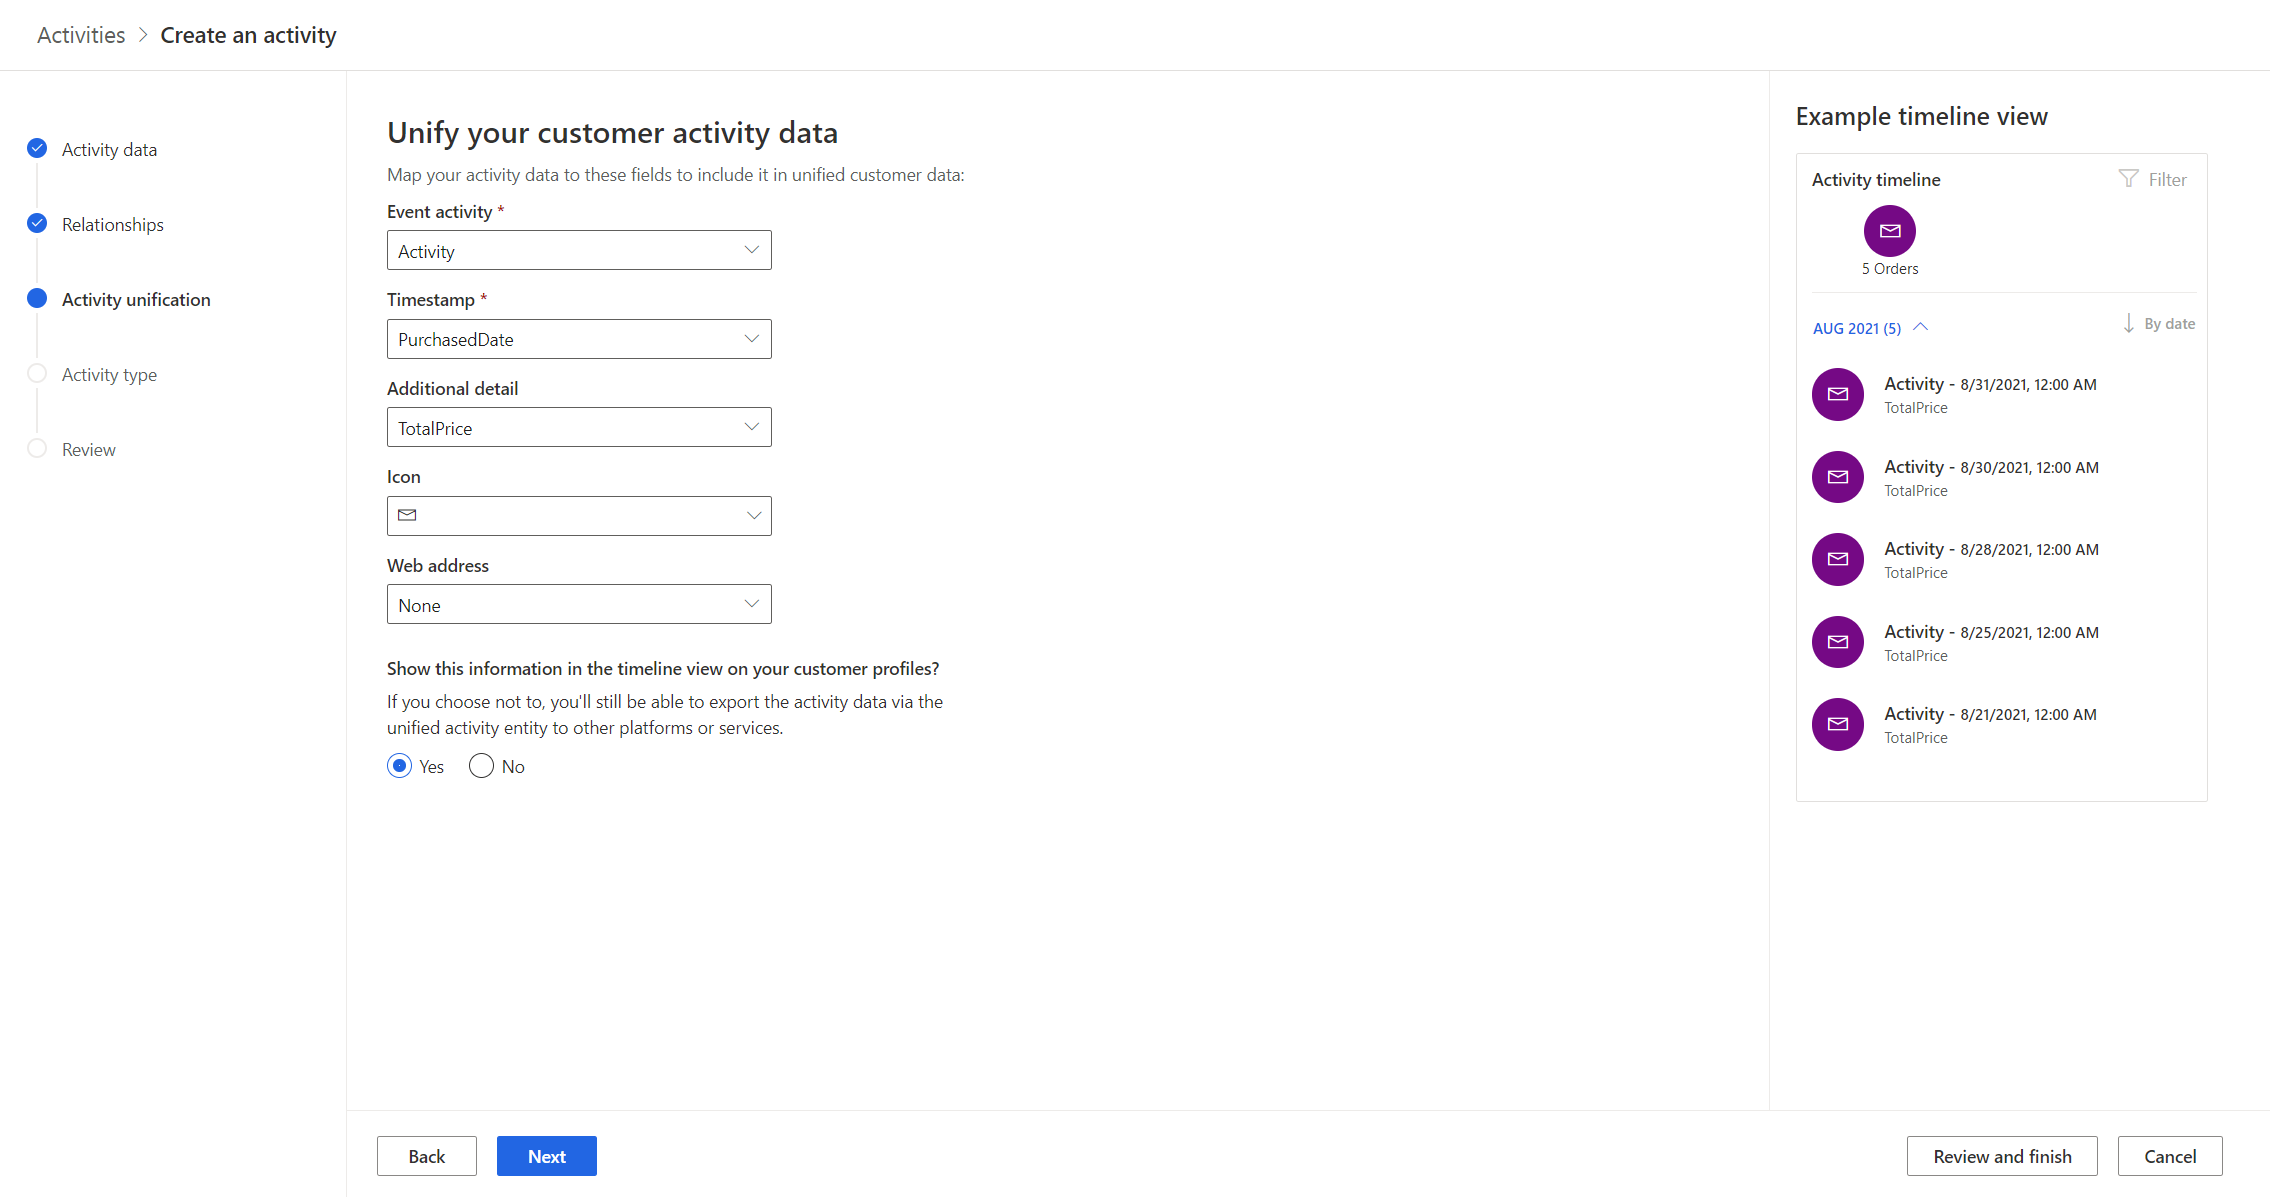 Activities > Create an activity
Activity data
Relationships
Activity unification
Activity type
Review
Unify your customer activity data
Map your activity data to these fields to include it in unified customer data:
Event activity *
Activity
Timestamp *
PurchasedDate
Additional detail
TotalPrice
Icon
Web address
None
Show this information in the timeline view on your customer profiles?
If you choose not to, you'll still be able to export the activity data via the
unified activity entity to other platforms or services.
Yes No
Example timeline view
Activity timeline Filter
5 Orders
AUG 2021 (5) By date
Activity - 8/31/2021, 12:00 AM
TotalPrice
Activity - 8/30/2021, 12:00 AM
TotalPrice
Activity - 8/28/2021, 12:00 AM
TotalPrice
Activity - 8/25/2021, 12:00 AM
TotalPrice
Activity - 8/21/2021, 12:00 AM
TotalPrice
Back Next Review and finish Cancel